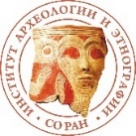 ИНСТИТУТ АРХЕОЛОГИИ И ЭТНОГРАФИИ
СО РАН